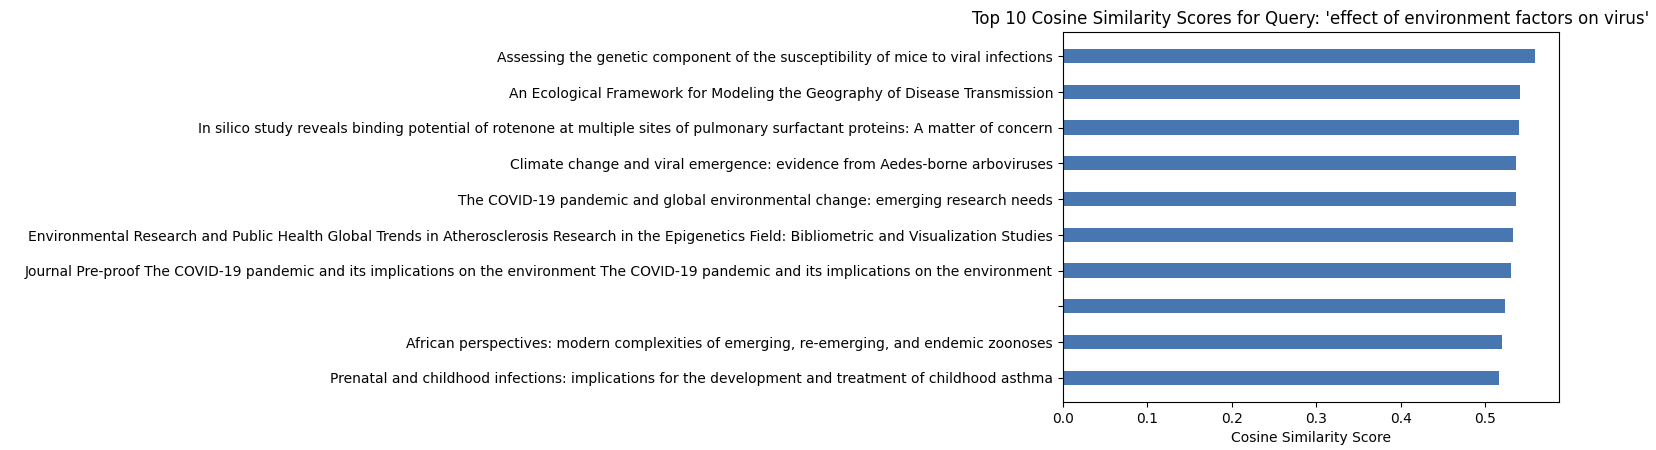 Top 10 Cosine Similarity Scores for Query: 'effect of environment factors on virus'
Assessing the genetic component of the susceptibility of mice to viral infections
An Ecological Framework for Modeling the Geography of Disease Transmission
In silico study reveals binding potential of rotenone at multiple sites of pulmonary surfactant proteins: A matter of concern
Climate change and viral emergence: evidence from Aedes-borne arboviruses
The COVID-19 pandemic and global environmental change: emerging research needs
Environmental Research and Public Health Global Trends in Atherosclerosis Research in the Epigenetics Field: Bibliometric and Visualization Studies
Journal Pre-proof The COVID-19 pandemic and its implications on the environment The COVID-19 pandemic and its implications on the environment
African perspectives: modern complexities of emerging, re-emerging, and endemic zoonoses
Prenatal and childhood infections: implications for the development and treatment of childhood asthma
0.0 0.1 0.2 0.3 0.4 0.5
Cosine Similarity Score